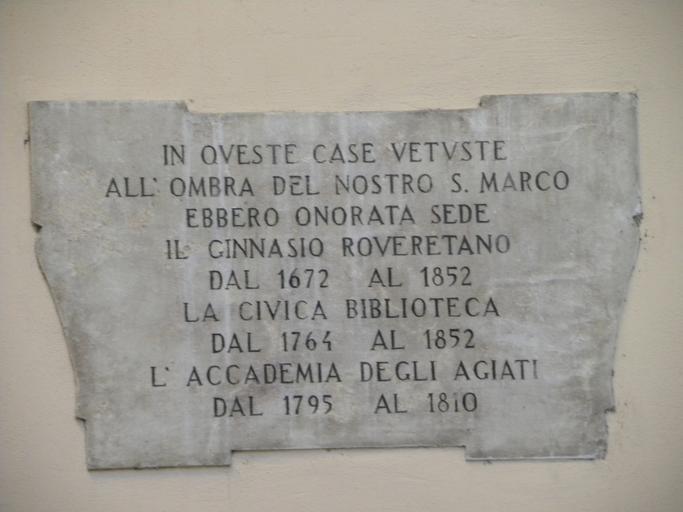 IN QVESTE CASE VETVSTE
ALL' OMBRA DEL NOSTRO S. MARCO
EBBERO ONORATA SEDE
IL GINNASIO ROVERETANO
DAL 1672 AL 1852
LA CIVICA BIBLIOTECA
DAL 1764 AL 1852
L' ACCADEMIA DEGLI AGIATI
DAL 1795 AL 1810